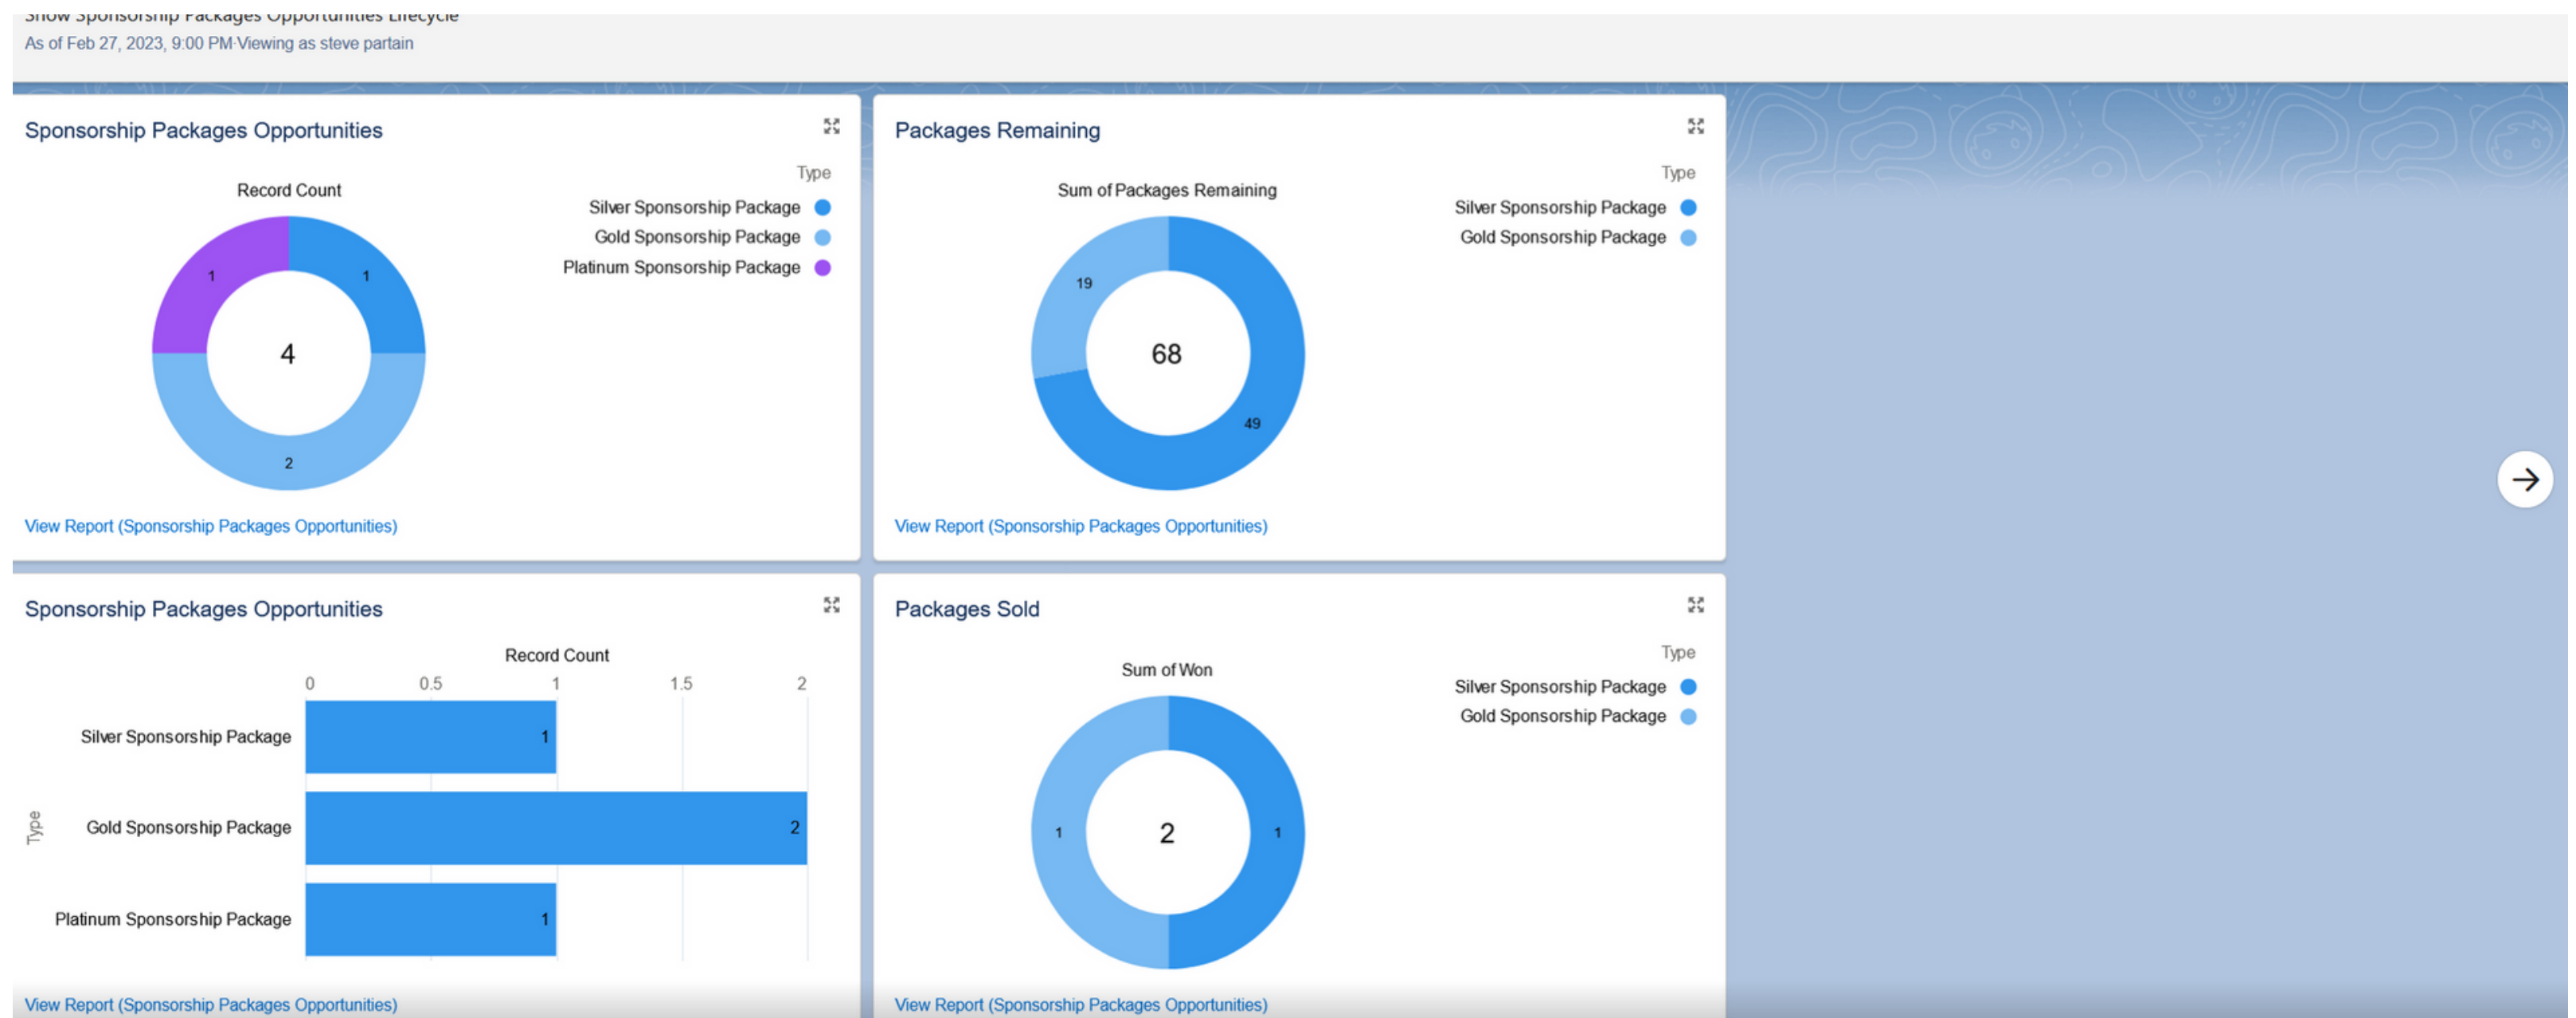 Show Sponsorship Packages Opportunities Lifecycle
As of Feb 27, 2023, 9:00 PM·Viewing as steve partain
Sponsorship Packages Opportunities
Record Count
Type
Silver Sponsorship Package
Gold Sponsorship Package
Platinum Sponsorship Package
1
1
4
2
View Report (Sponsorship Packages Opportunities)
Packages Remaining
Sum of Packages Remaining
Type
Silver Sponsorship Package
Gold Sponsorship Package
19
68
49
View Report (Sponsorship Packages Opportunities)
Sponsorship Packages Opportunities
Record Count
0 0.5 1 1.5 2
Type
Silver Sponsorship Package 1
Gold Sponsorship Package 2
Platinum Sponsorship Package 1
View Report (Sponsorship Packages Opportunities)
Packages Sold
Sum of Won
Type
Silver Sponsorship Package
Gold Sponsorship Package
1 2 1
View Report (Sponsorship Packages Opportunities)